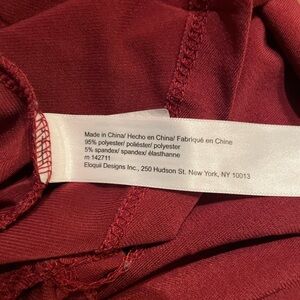 Made in China/ Hecho en China/ Fabriqué en Chine
95% polyester/ poliéster/ polyester
5% spandex/ spandex/ élasthanne
rn 142711
Eloquii Designs Inc., 250 Hudson St. New York, NY 10013